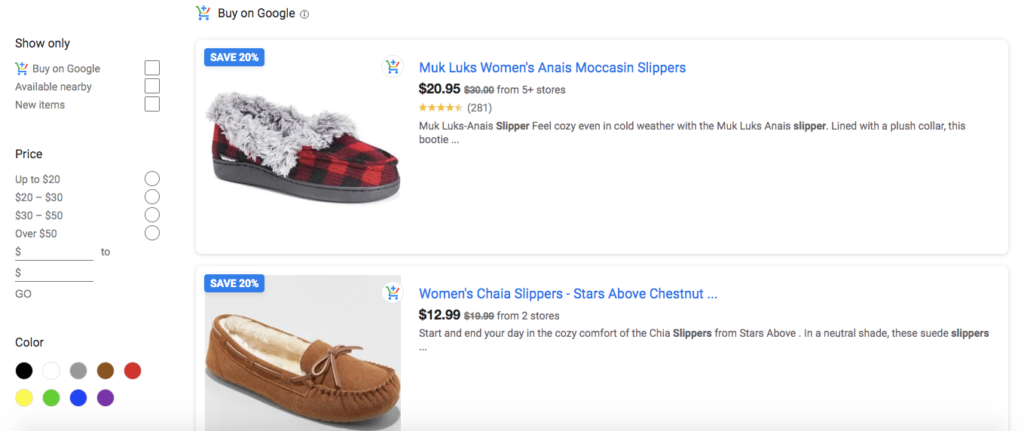 Buy on Google
Show only
Buy on Google
Available nearby
New items
Price
Up to $20
$20 – $30
$30 – $50
Over $50
$ to
$
GO
Color
SAVE 20%
Muk Luks Women's Anais Moccasin Slippers
$20.95 $30.00 from 5+ stores
(281)
Muk Luks-Anais Slipper Feel cozy even in cold weather with the Muk Luks Anais slipper. Lined with a plush collar, this
bootie ...
SAVE 20%
Women's Chaia Slippers - Stars Above Chestnut ...
$12.99 $19.99 from 2 stores
Start and end your day in the cozy comfort of the Chia Slippers from Stars Above . In a neutral shade, these suede slippers
...